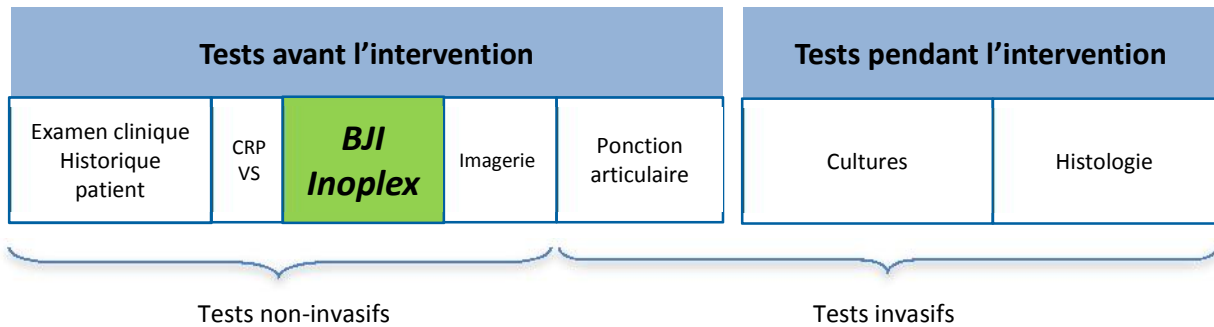 Tests avant l’intervention
Tests pendant l’intervention
Examen clinique
Historique
patient
CRP
VS
BJI
Inoplex
Imagerie
Ponction
articulaire
Cultures
Histologie
Tests non-invasifs
Tests invasifs